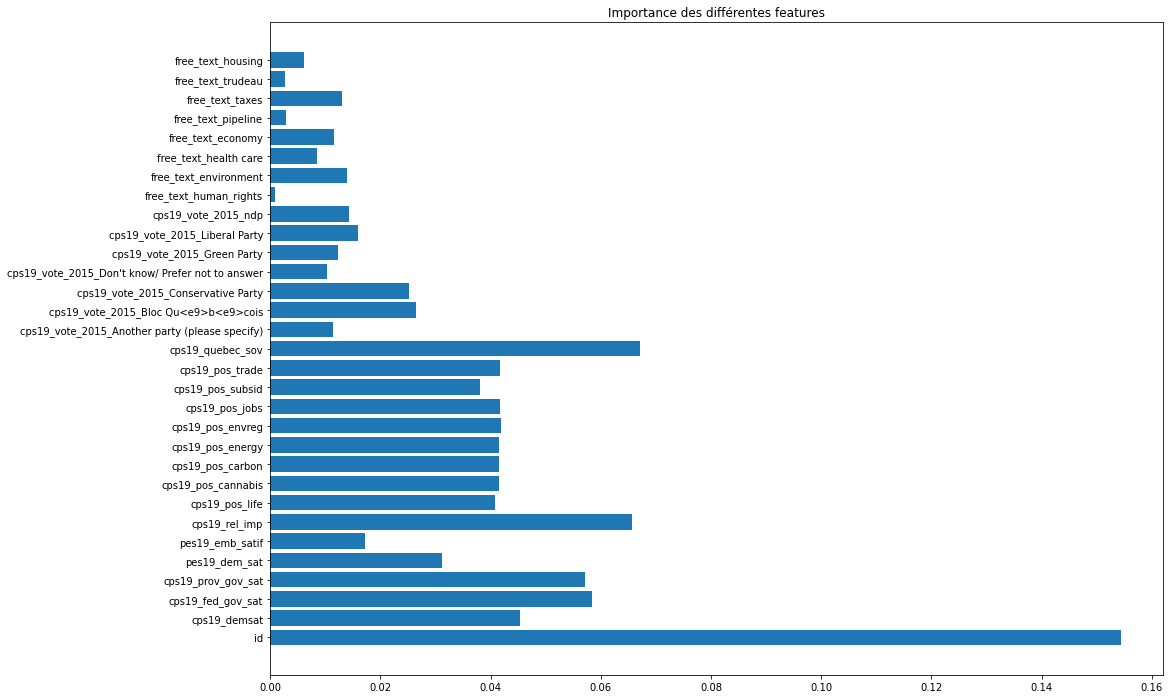 Importance des différentes features
free_text_housing
free_text_trudeau
free_text_taxes
free_text_pipeline
free_text_economy
free_text_health care
free_text_environment
free_text_human_rights
cps19_vote_2015_ndp
cps19_vote_2015_Liberal Party
cps19_vote_2015_Green Party
cps19_vote_2015_Don't know/ Prefer not to answer
cps19_vote_2015_Conservative Party
cps19_vote_2015_Bloc Qu<e9>b<e9>cois
cps19_vote_2015_Another party (please specify)
cps19_quebec_sov
cps19_pos_trade
cps19_pos_subsid
cps19_pos_jobs
cps19_pos_envreg
cps19_pos_energy
cps19_pos_carbon
cps19_pos_cannabis
cps19_pos_life
cps19_rel_imp
pes19_emb_satif
pes19_dem_sat
cps19_prov_gov_sat
cps19_fed_gov_sat
cps19_demsat
id
0.00 0.02 0.04 0.06 0.08 0.10 0.12 0.14 0.16